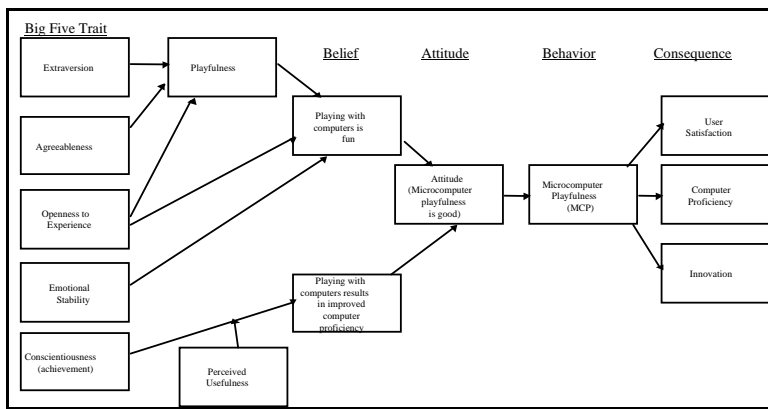 Big Five Trait
Extraversion
Playfulness
Belief
Attitude
Behavior
Consequence
Agreeableness
Playing with
computers is
fun
User
Satisfaction
Openness to
Experience
Attitude
(Microcomputer
playfulness
is good)
Microcomputer
Playfulness
(MCP)
Computer
Proficiency
Emotional
Stability
Playing with
computers results
in improved
computer
proficiency
Innovation
Conscientiousness
(achievement)
Perceived
Usefulness